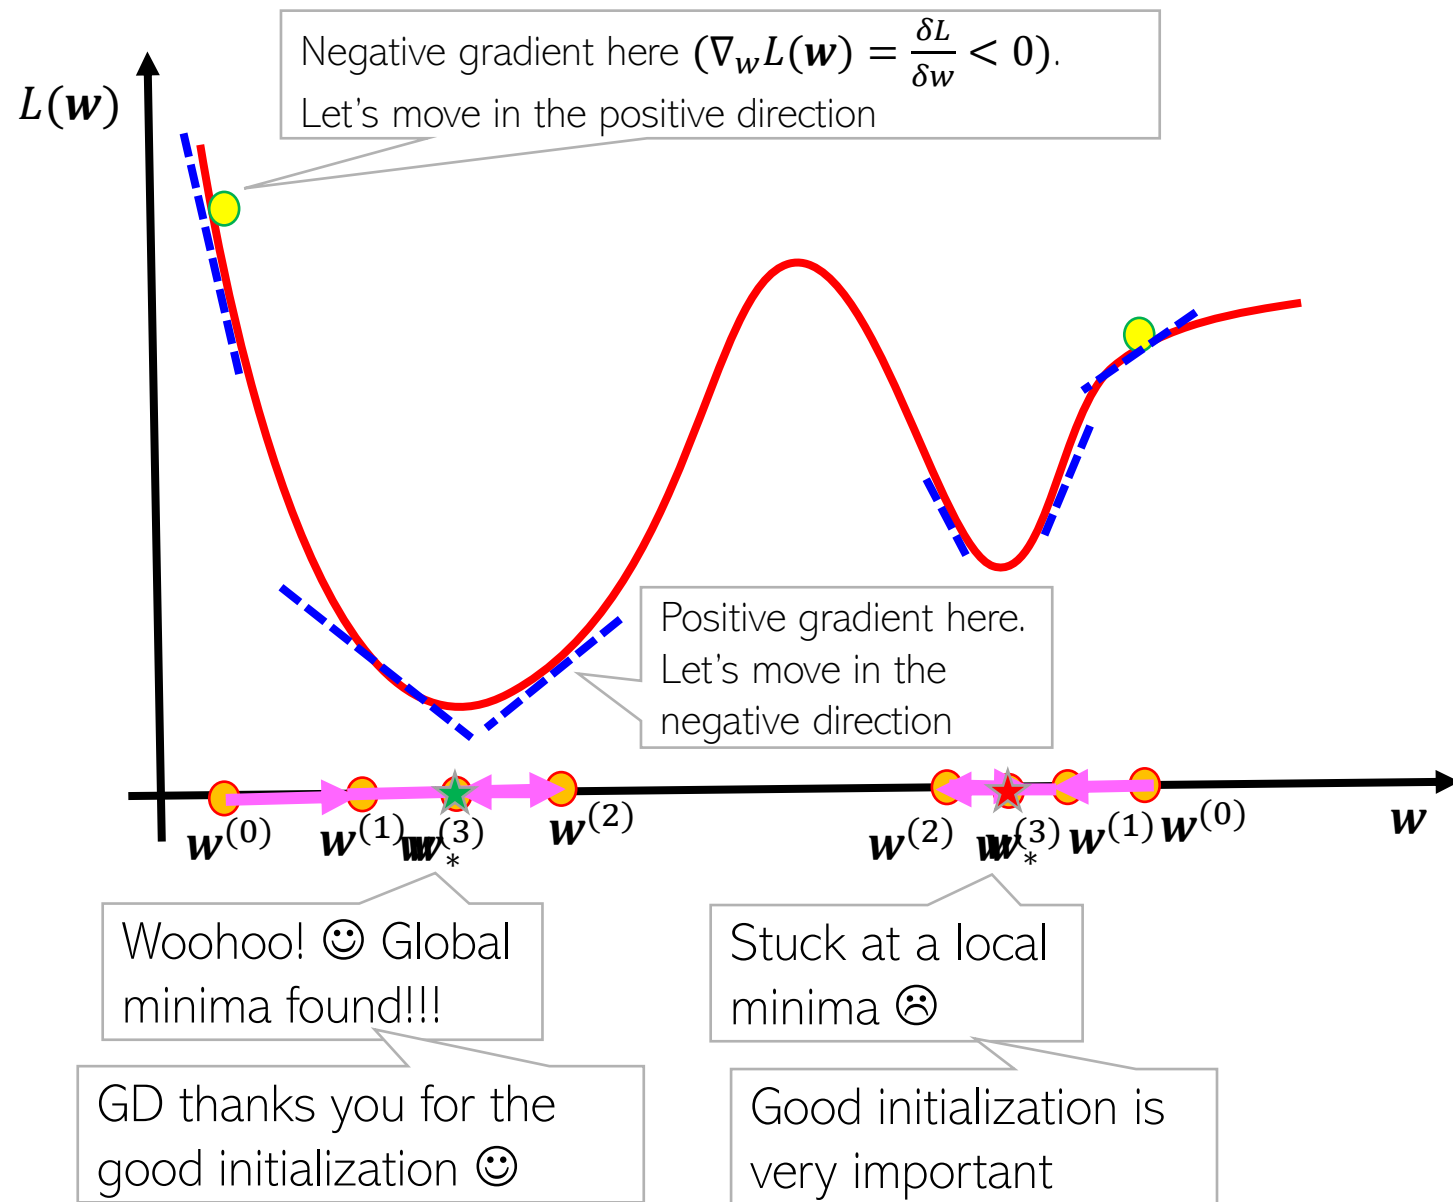 Negative gradient here (∇_w L(𝒘) = δL/δw < 0).
Let's move in the positive direction
L(𝒘)
Positive gradient here.
Let's move in the
negative direction
𝒘^(0) 𝒘^(1) 𝒘_*^(3) 𝒘^(2) 𝒘^(2) 𝒘_*^(3) 𝒘^(1) 𝒘^(0) 𝒘
Woohoo! ☺ Global
minima found!!!
Stuck at a local
minima ☹
GD thanks you for the
good initialization ☺
Good initialization is
very important